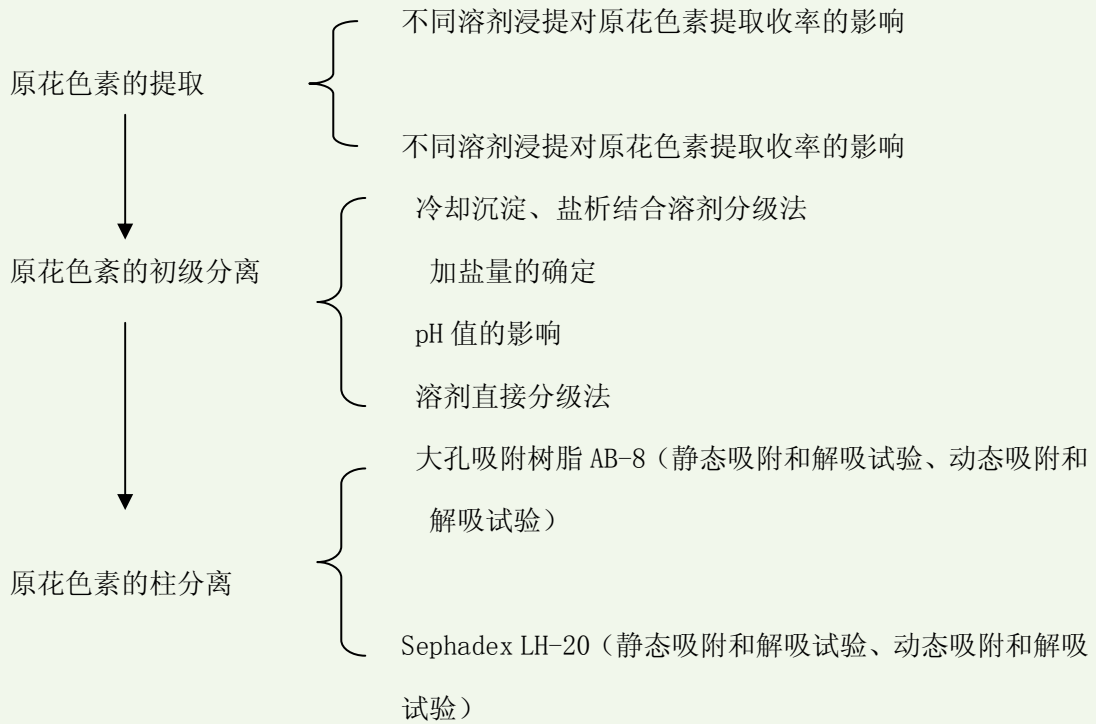 不同溶剂浸提对原花色素提取收率的影响
原花色素的提取
不同溶剂浸提对原花色素提取收率的影响
冷却沉淀、盐析结合溶剂分级法
原花色紊的初级分离
加盐量的确定
pH 值的影响
溶剂直接分级法
大孔吸附树脂 AB-8（静态吸附和解吸试验、动态吸附和
解吸试验）
原花色素的柱分离
Sephadex LH-20（静态吸附和解吸试验、动态吸附和解吸
试验）